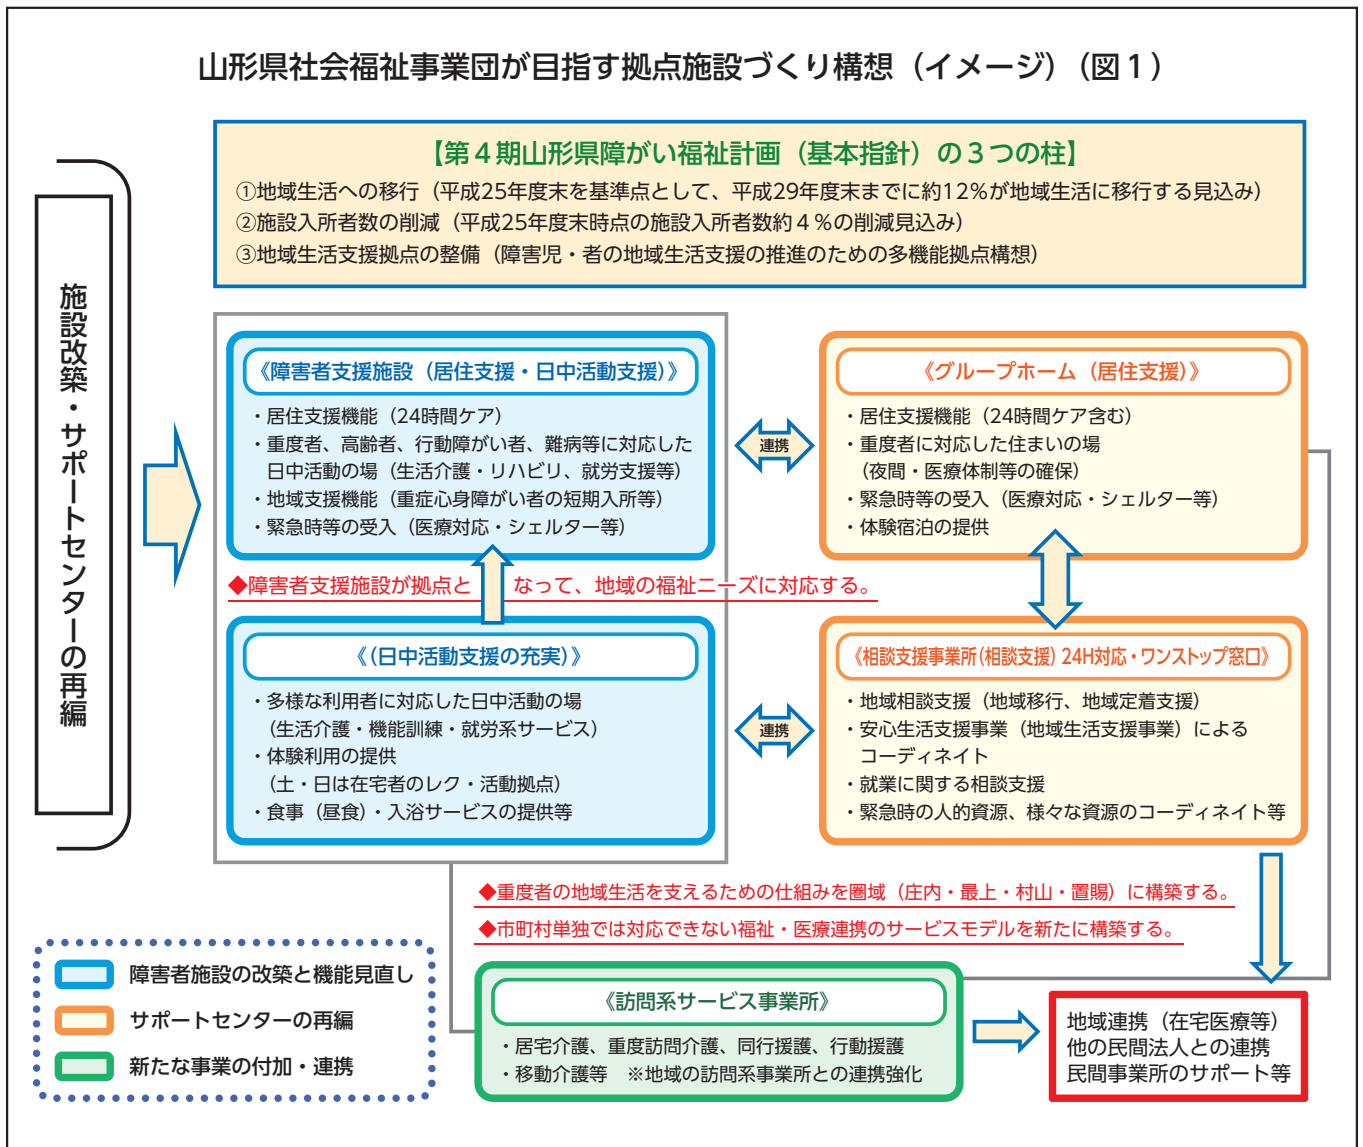 山形県社会福祉事業団が目指す拠点施設づくり構想（イメージ）（図１）
【第４期山形県障がい福祉計画（基本指針）の３つの柱】
①地域生活への移行（平成25年度末を基準点として、平成29年度末までに約12％が地域生活に移行する見込み）
②施設入所者数の削減（平成25年度末時点の施設入所者数約４％の削減見込み）
③地域生活支援拠点の整備（障害児・者の地域生活支援の推進のための多機能拠点構想）
施設改築・サポートセンターの再編
《障害者支援施設（居住支援・日中活動支援）》
・居住支援機能（24時間ケア）
・重度者、高齢者、行動障がい者、難病等に対応した
日中活動の場（生活介護・リハビリ、就労支援等）
・地域支援機能（重症心身障がい者の短期入所等）
・緊急時等の受入（医療対応・シェルター等）
連携
《グループホーム（居住支援）》
・居住支援機能（24時間ケア含む）
・重度者に対応した住まいの場
（夜間・医療体制等の確保）
・緊急時等の受入（医療対応・シェルター等）
・体験宿泊の提供
◆障害者支援施設が拠点となって、地域の福祉ニーズに対応する。
《（日中活動支援の充実）》
・多様な利用者に対応した日中活動の場
（生活介護・機能訓練・就労系サービス）
・体験利用の提供
（土・日は在宅者のレク・活動拠点）
・食事（昼食）・入浴サービスの提供等
連携
《相談支援事業所（相談支援）24H対応・ワンストップ窓口》
・地域相談支援（地域移行、地域定着支援）
・安心生活支援事業（地域生活支援事業）による
コーディネイト
・就業に関する相談支援
・緊急時の人的資源、様々な資源のコーディネイト等
◆重度者の地域生活を支えるための仕組みを圏域（庄内・最上・村山・置賜）に構築する。
◆市町村単独では対応できない福祉・医療連携のサービスモデルを新たに構築する。
障害者施設の改築と機能見直し
サポートセンターの再編
新たな事業の付加・連携
《訪問系サービス事業所》
・居宅介護、重度訪問介護、同行援護、行動援護
・移動介護等　※地域の訪問系事業所との連携強化
地域連携（在宅医療等）
他の民間法人との連携
民間事業所のサポート等